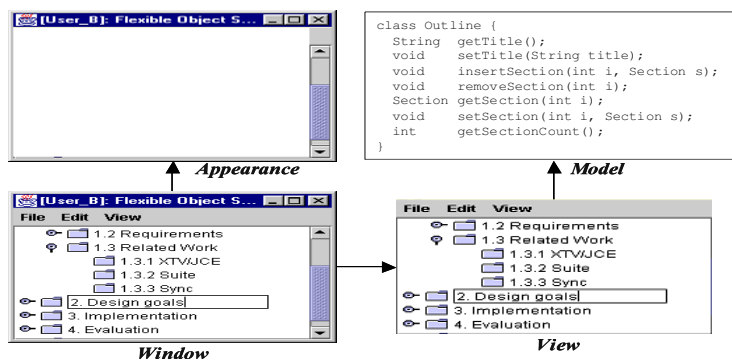 [User_B]: Flexible Object S...
class Outline {
String getTitle();
void setTitle(String title);
void insertSection(int i, Section s);
void removeSection(int i);
Section getSection(int i);
void setSection(int i, Section s);
int getSectionCount();
}
Appearance
Model
[User_B]: Flexible Object S...
File Edit View
1.2 Requirements
1.3 Related Work
1.3.1 XTV/JCE
1.3.2 Suite
1.3.3 Sync
2. Design goals
3. Implementation
4. Evaluation
Window
File Edit View
1.2 Requirements
1.3 Related Work
1.3.1 XTV/JCE
1.3.2 Suite
1.3.3 Sync
2. Design goals
3. Implementation
4. Evaluation
View